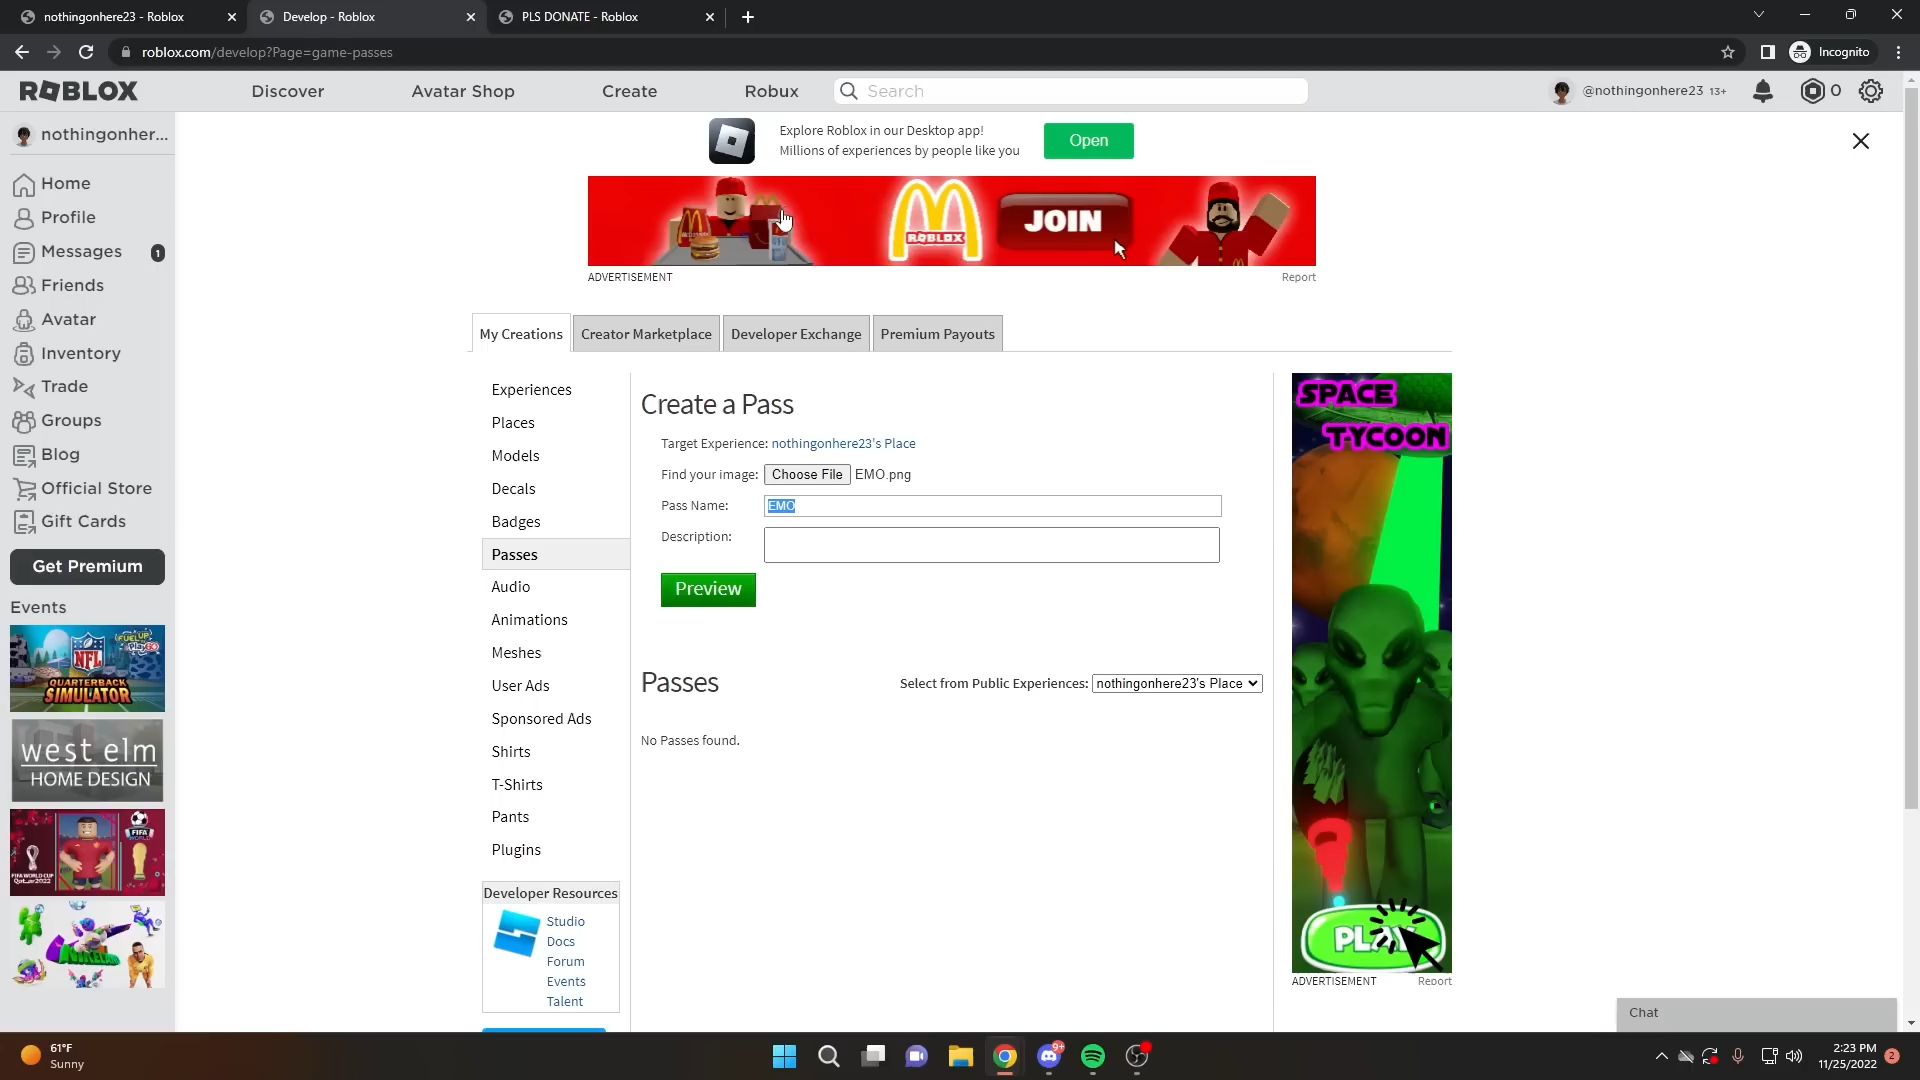 nothingonhere23 - Roblox
Develop - Roblox
PLS DONATE - Roblox
roblox.com/develop?Page=game-passes
Incognito
ROBLOX
Discover
Avatar Shop
Create
Robux
Search
@nothingonhere23 13+
0
nothingonher...
Explore Roblox in our Desktop app!
Millions of experiences by people like you
Open
ROBLOX
JOIN
ADVERTISEMENT
Report
Home
Profile
Messages
1
Friends
Avatar
Inventory
Trade
Groups
Blog
Official Store
Gift Cards
Get Premium
Events
NFL
QUARTERBACK
SIMULATOR
west elm
HOME DESIGN
FIFA
My Creations
Creator Marketplace
Developer Exchange
Premium Payouts
Experiences
Places
Models
Decals
Badges
Passes
Audio
Animations
Meshes
User Ads
Sponsored Ads
Shirts
T-Shirts
Pants
Plugins
Developer Resources
Studio
Docs
Forum
Events
Talent
Create a Pass
Target Experience: nothingonhere23's Place
Find your image: Choose File EMO.png
Pass Name: EMO
Description:
Preview
Passes
Select from Public Experiences: nothingonhere23's Place
No Passes found.
SPACE
TYCOON
PLAY
ADVERTISEMENT
Report
Chat
61°F
Sunny
9+
2:23 PM
11/25/2022
2